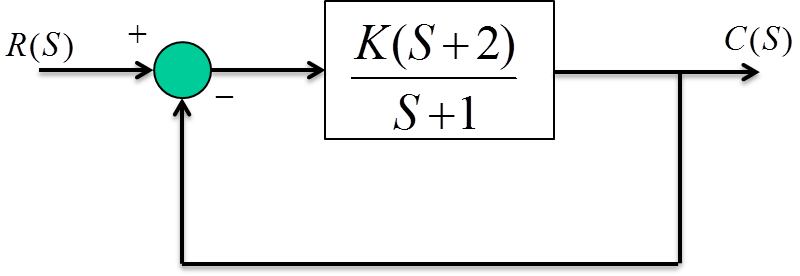 R(S)
+
−
K(S+2)
S+1
C(S)